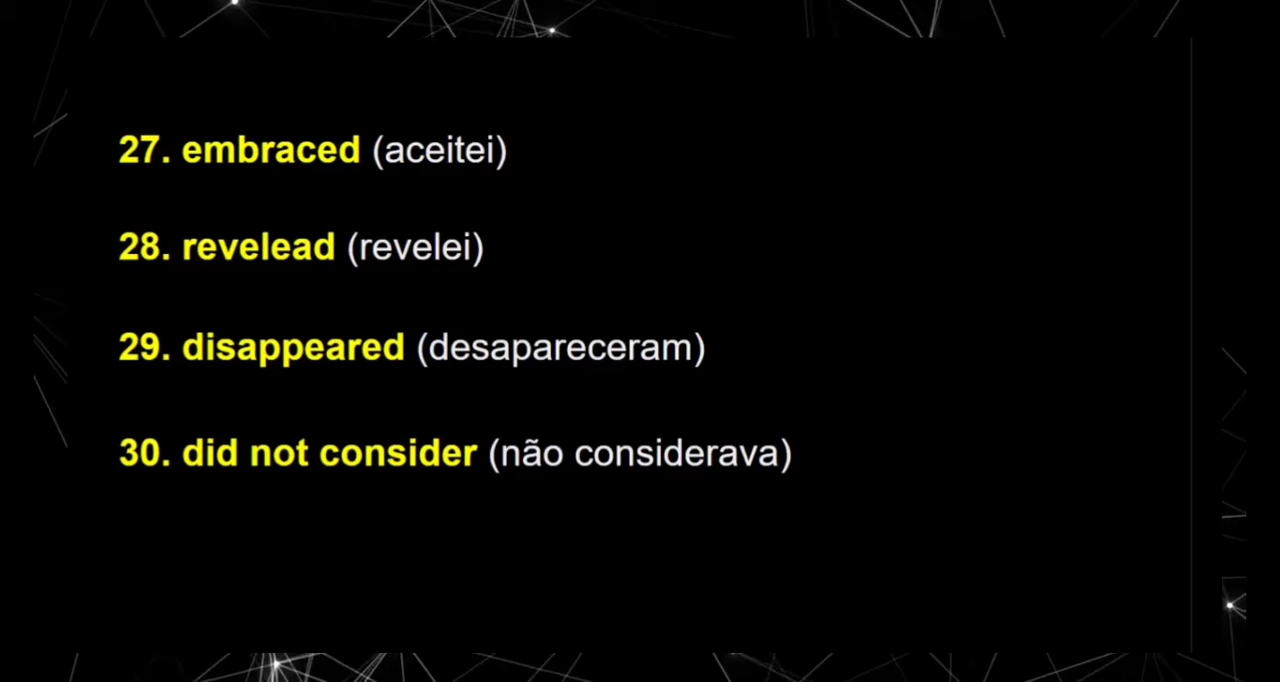 27. embraced (aceitei)
28. revelead (revelei)
29. disappeared (desapareceram)
30. did not consider (não considerava)